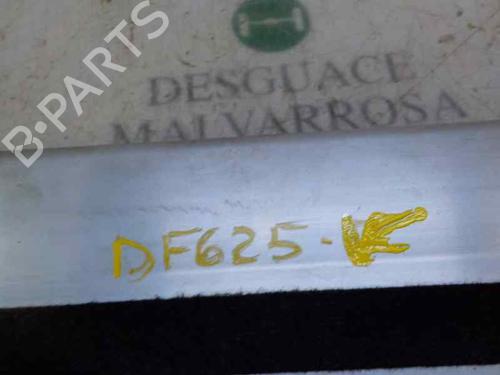 DESGUACE
MALVARROSA
B-PARTS
DF625-